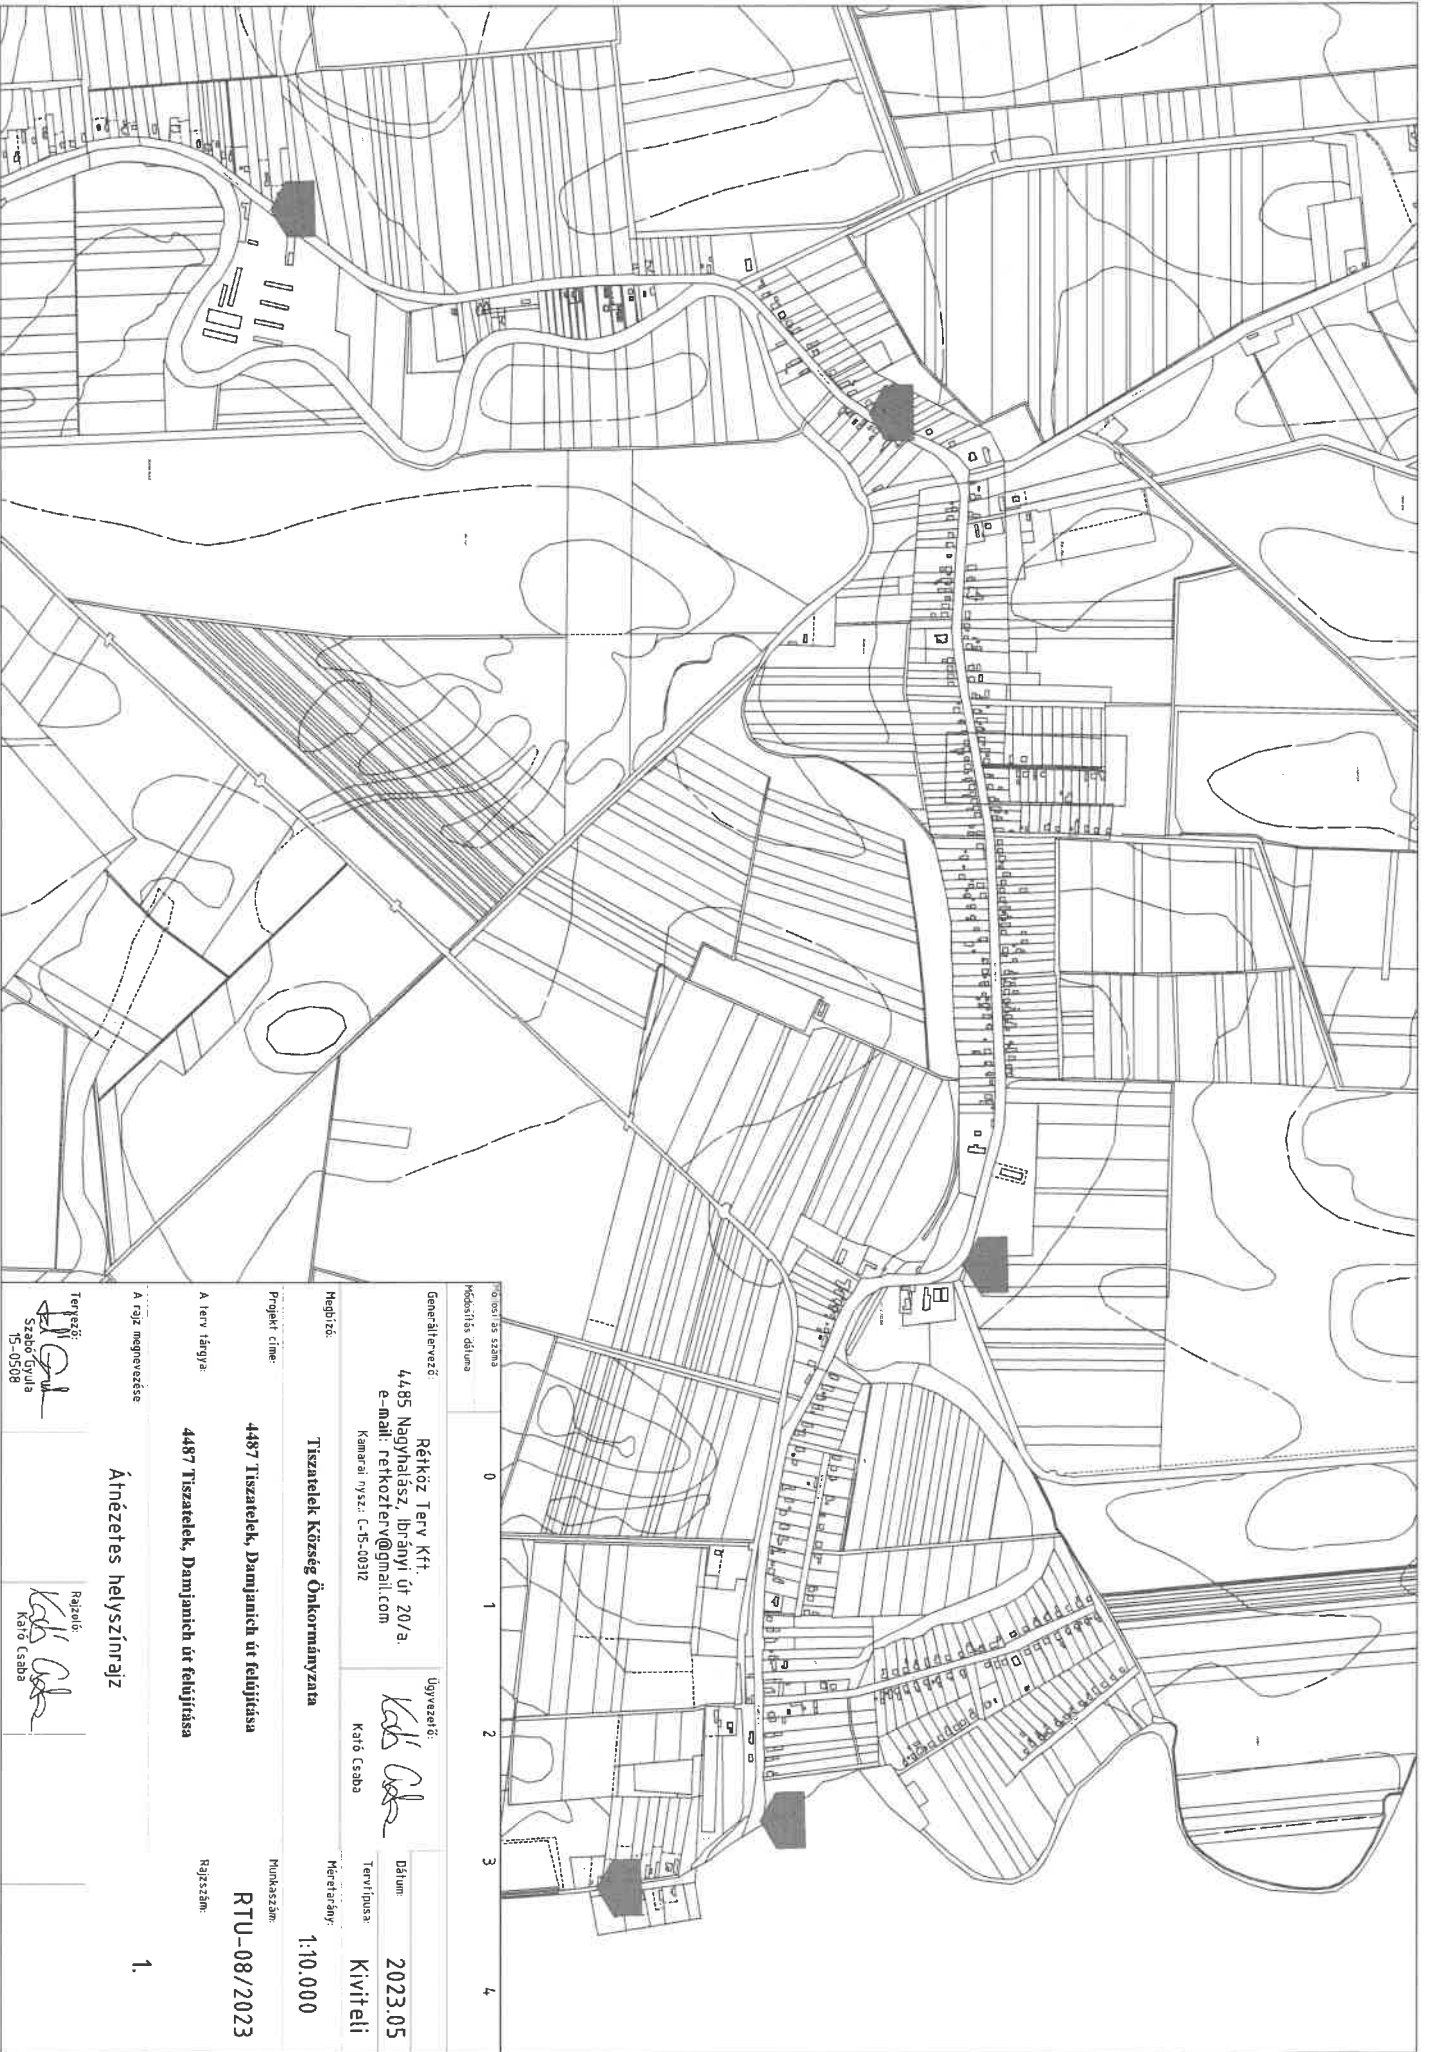 Módosítás száma 0 1 2 3 4
Módosítás dátuma
Generáltervező:
Rétköz Terv Kft.
4485 Nagyhalász, Ibrányi út 20/a.
e-mail: retkozterv@gmail.com
Kamarai nysz.: C-15-00312
Ügyvezető:
Kató Csaba
Dátum: 2023.05
Tervtípusa: Kiviteli
Megbízó:
Tiszatelek Község Önkormányzata
Méretarány:
1:10.000
Projekt címe:
4487 Tiszatelek, Damjanich út felújítása
Munkaszám:
RTU-08/2023
A terv tárgya:
4487 Tiszatelek, Damjanich út felújítása
Rajzszám:
1.
A rajz megnevezése
Átnézetes helyszínrajz
Tervező:
Szabó Gyula
15-0508
Rajzoló:
Kató Csaba